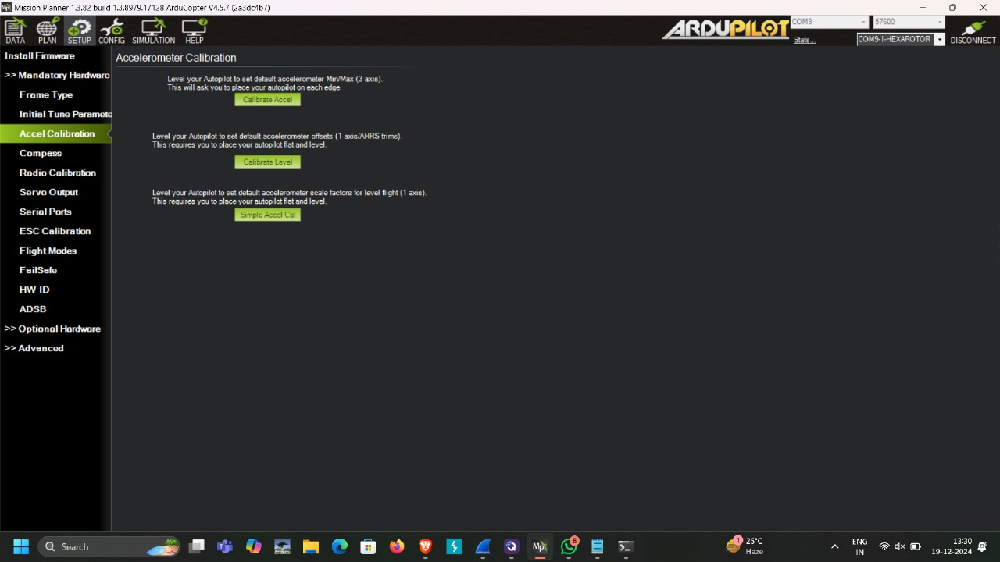 Mission Planner 1.3.82 build 1.3.8979.17128 ArduCopter V4.5.7 (2a3dc4b7)
DATA PLAN SETUP CONFIG SIMULATION HELP
ARDUPILOT
COM9 57600
Stats... COM9-1-HEXAROTOR DISCONNECT
Install Firmware
>> Mandatory Hardware
Frame Type
Initial Tune Paramete
Accel Calibration
Compass
Radio Calibration
Servo Output
Serial Ports
ESC Calibration
Flight Modes
FailSafe
HW ID
ADSB
>> Optional Hardware
>> Advanced
Accelerometer Calibration
Level your Autopilot to set default accelerometer Min/Max (3 axis).
This will ask you to place your autopilot on each edge.
Calibrate Accel
Level your Autopilot to set default accelerometer offsets (1 axis/AHRS trims).
This requires you to place your autopilot flat and level.
Calibrate Level
Level your Autopilot to set default accelerometer scale factors for level flight (1 axis).
This requires you to place your autopilot flat and level.
Simple Accel Cal
Search
Mp
8
1
25°C
Haze
ENG
IN
13:30
19-12-2024